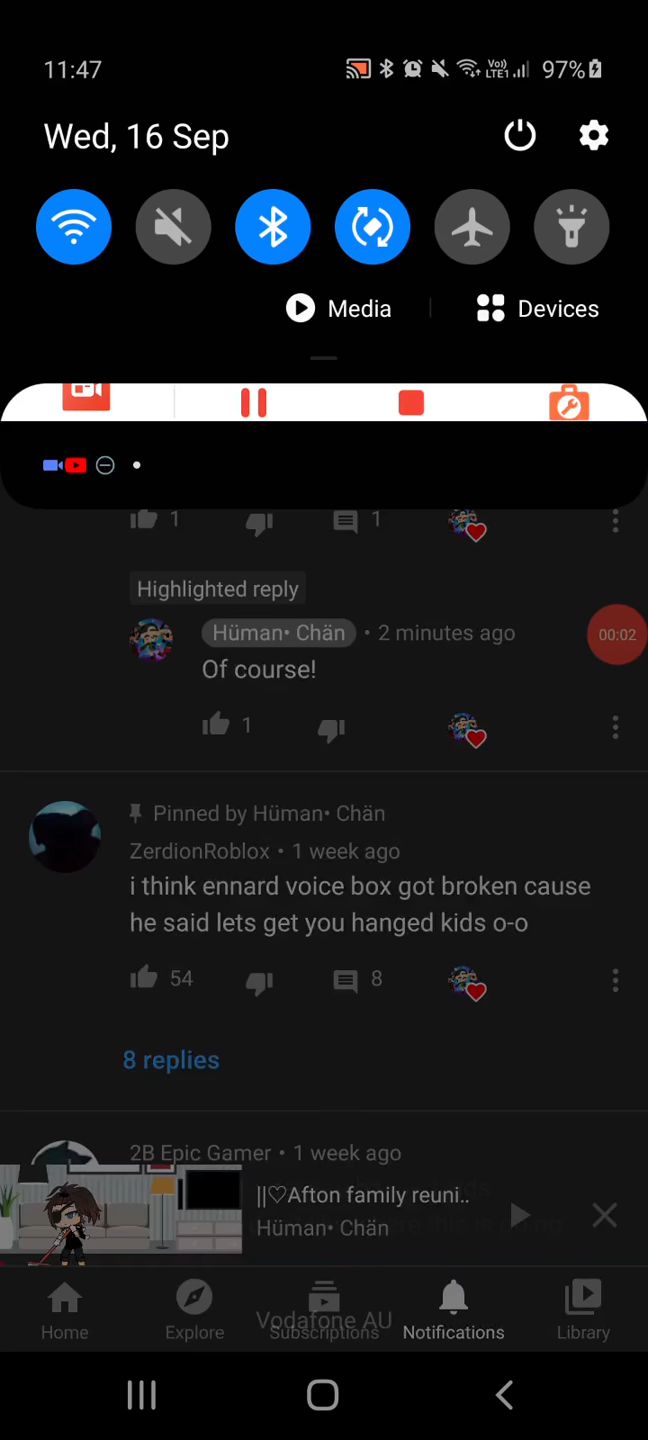 11:47
Vo))
LTE1
97%
Wed, 16 Sep
Media
Devices
1
1
Highlighted reply
Hüman• Chän • 2 minutes ago
00:02
Of course!
1
Pinned by Hüman• Chän
ZerdionRoblox • 1 week ago
i think ennard voice box got broken cause
he said lets get you hanged kids o-o
54
8
8 replies
2B Epic Gamer • 1 week ago
||♡Afton family reuni..
Hüman• Chän
Vodafone AU
Home
Explore
Subscriptions
Notifications
Library